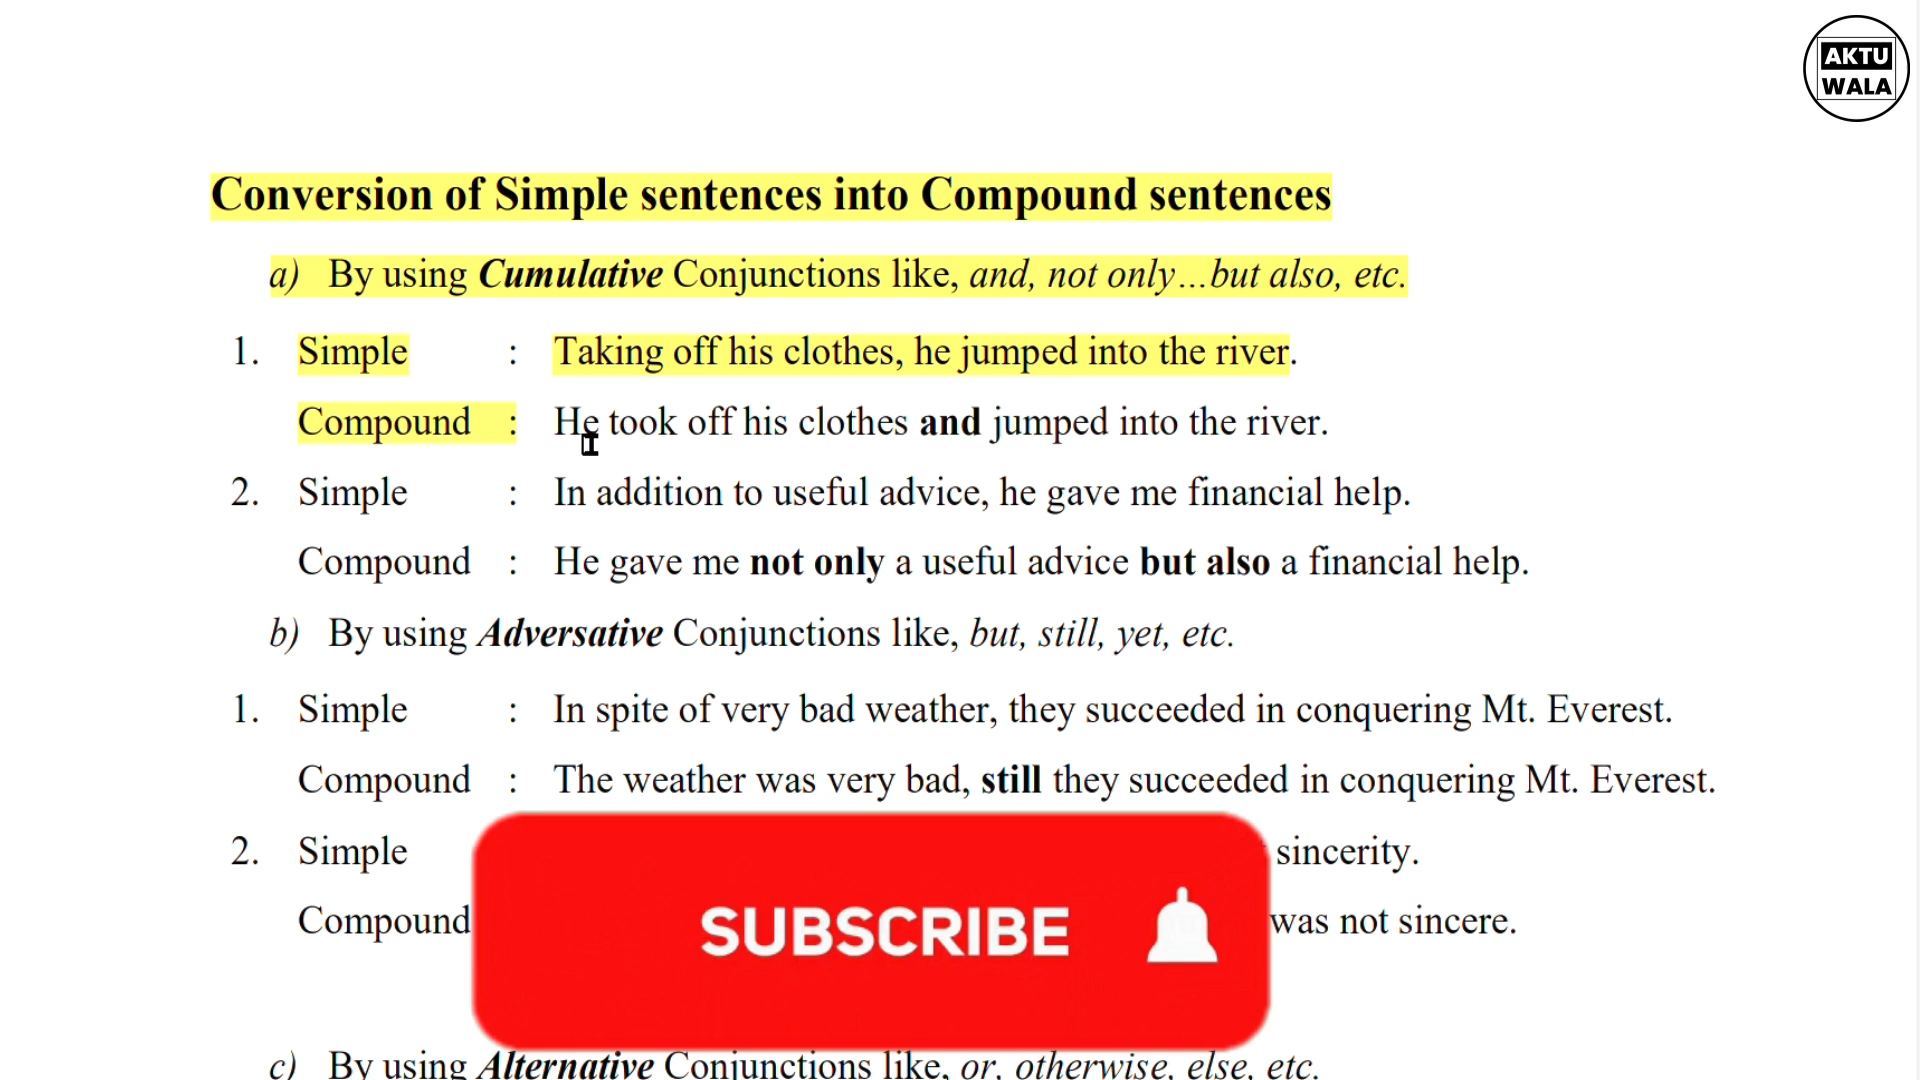 AKTU
WALA
Conversion of Simple sentences into Compound sentences
a) By using Cumulative Conjunctions like, and, not only…but also, etc.
1. Simple : Taking off his clothes, he jumped into the river.
Compound : He took off his clothes and jumped into the river.
2. Simple : In addition to useful advice, he gave me financial help.
Compound : He gave me not only a useful advice but also a financial help.
b) By using Adversative Conjunctions like, but, still, yet, etc.
1. Simple : In spite of very bad weather, they succeeded in conquering Mt. Everest.
Compound : The weather was very bad, still they succeeded in conquering Mt. Everest.
2. Simple sincerity.
Compound was not sincere.
SUBSCRIBE
c) By using Alternative Conjunctions like, or, otherwise, else, etc.